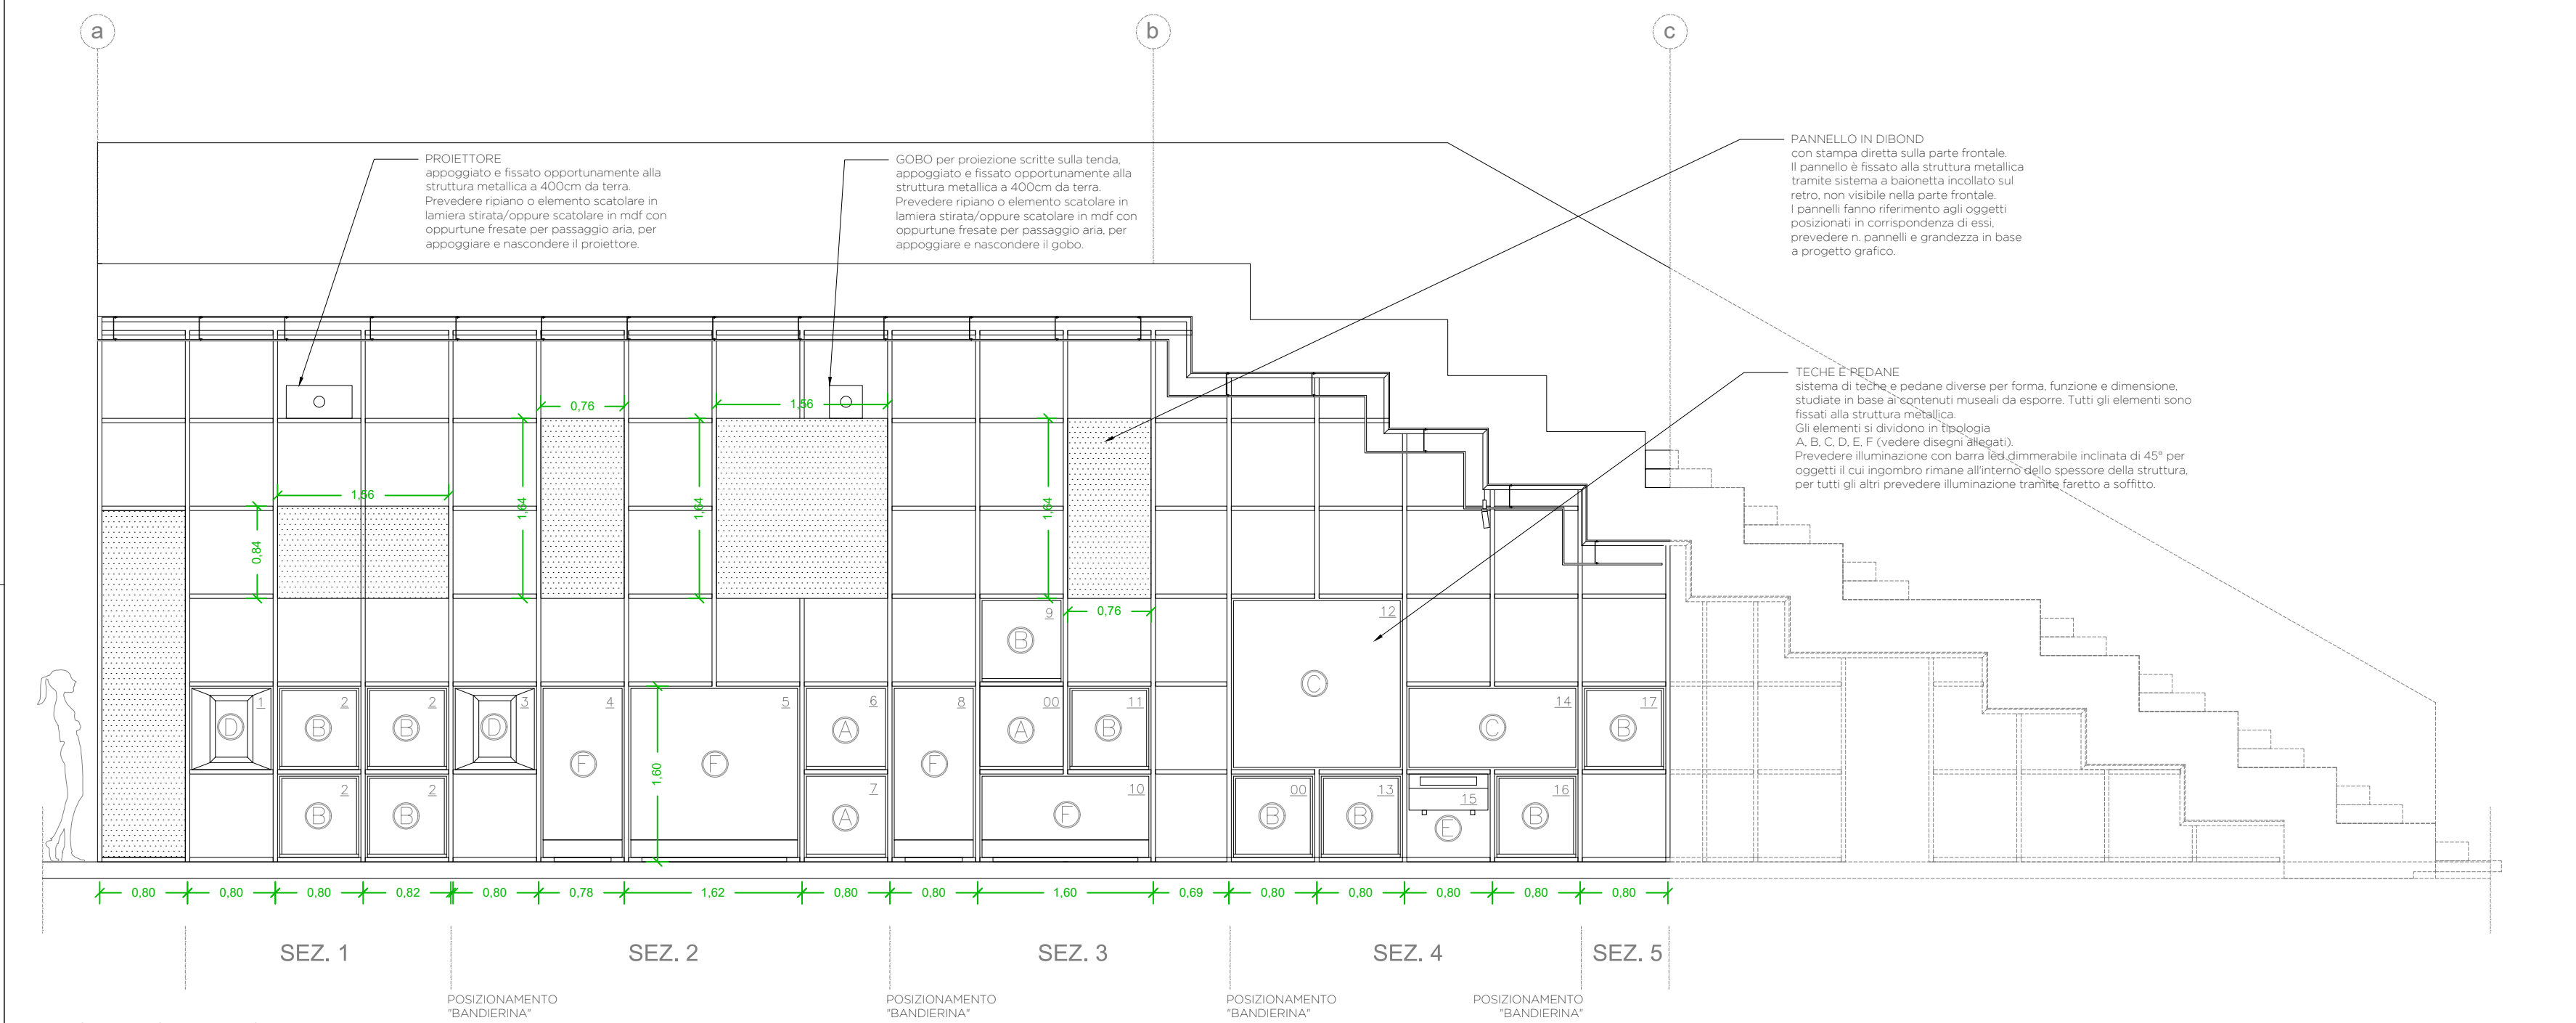 a
b
c
PROIETTORE
appoggiato e fissato opportunamente alla
struttura metallica a 400cm da terra.
Prevedere ripiano o elemento scatolare in
lamiera stirata/oppure scatolare in mdf con
oppurtune fresate per passaggio aria, per
appoggiare e nascondere il proiettore.
GOBO per proiezione scritte sulla tenda,
appoggiato e fissato opportunamente alla
struttura metallica a 400cm da terra.
Prevedere ripiano o elemento scatolare in
lamiera stirata/oppure scatolare in mdf con
oppurtune fresate per passaggio aria, per
appoggiare e nascondere il gobo.
PANNELLO IN DIBOND
con stampa diretta sulla parte frontale.
Il pannello è fissato alla struttura metallica
tramite sistema a baionetta incollato sul
retro, non visibile nella parte frontale.
I pannelli fanno riferimento agli oggetti
posizionati in corrispondenza di essi,
prevedere n. pannelli e grandezza in base
a progetto grafico.
TECHE E PEDANE
sistema di teche e pedane diverse per forma, funzione e dimensione,
studiate in base ai contenuti museali da esporre. Tutti gli elementi sono
fissati alla struttura metallica.
Gli elementi si dividono in tipologia
A, B, C, D, E, F (vedere disegni allegati).
Prevedere illuminazione con barra led dimmerabile inclinata di 45° per
oggetti il cui ingombro rimane all'interno dello spessore della struttura,
per tutti gli altri prevedere illuminazione tramite faretto a soffitto.
0,76
1,56
1,56
1,64
1,64
1,64
0,84
0,76
9
B
12
C
1
D
2
B
2
B
3
D
4
F
5
F
6
A
8
F
00
A
11
B
14
C
17
B
1,60
2
B
2
B
7
A
10
F
00
B
13
B
15
E
16
B
0,80
0,80
0,80
0,82
0,80
0,78
1,62
0,80
0,80
1,60
0,69
0,80
0,80
0,80
0,80
0,80
SEZ. 1
SEZ. 2
SEZ. 3
SEZ. 4
SEZ. 5
POSIZIONAMENTO
"BANDIERINA"
POSIZIONAMENTO
"BANDIERINA"
POSIZIONAMENTO
"BANDIERINA"
POSIZIONAMENTO
"BANDIERINA"